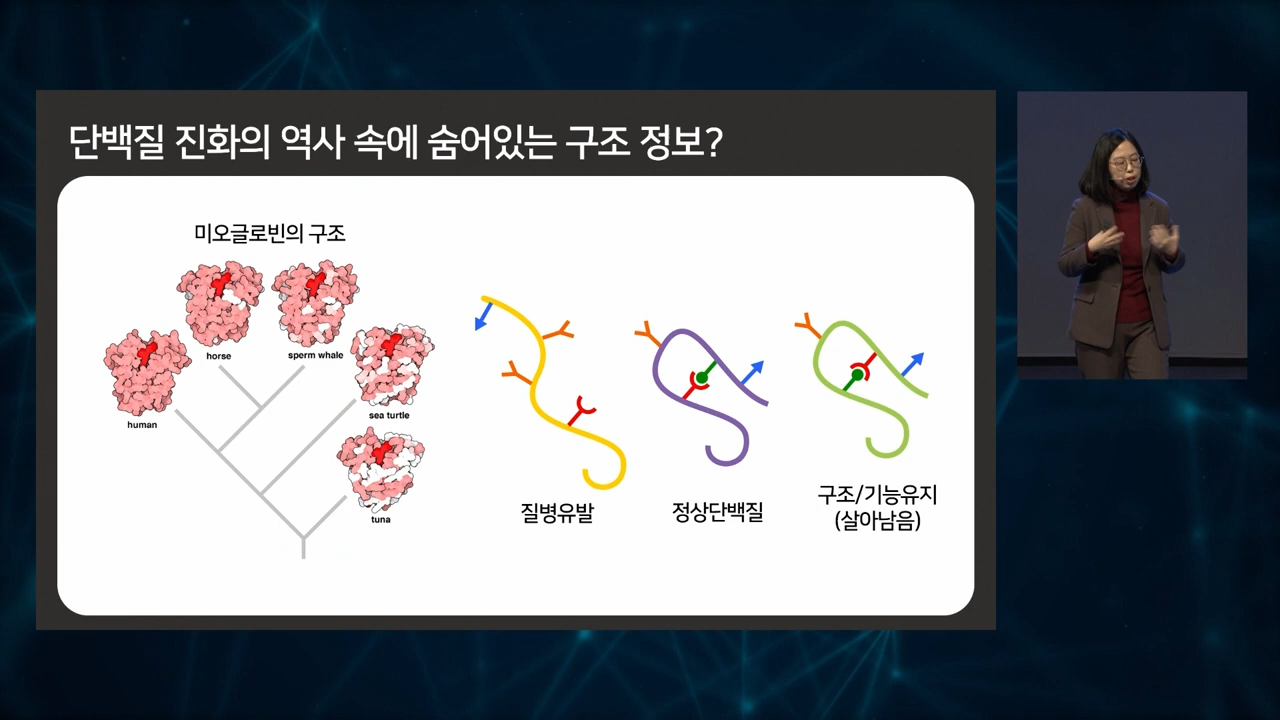 단백질 진화의 역사 속에 숨어있는 구조 정보?
미오글로빈의 구조
horse
sperm whale
human
sea turtle
tuna
질병유발
정상단백질
구조/기능유지
(살아남음)